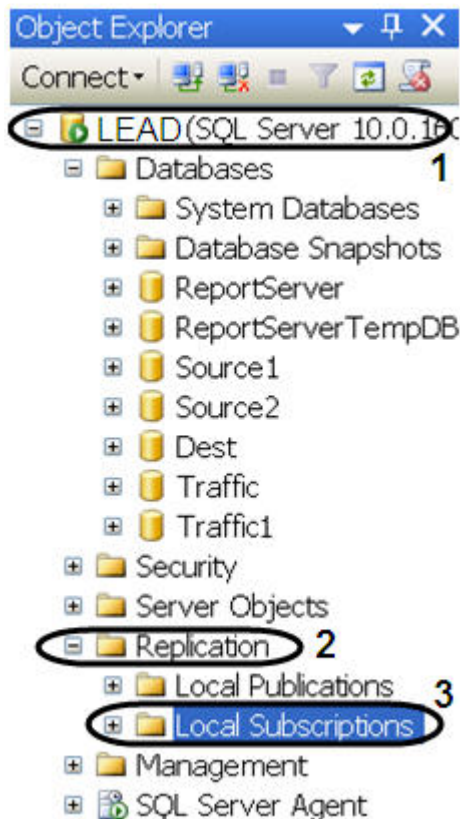 Object Explorer
Connect
LEAD (SQL Server 10.0.160
1
Databases
System Databases
Database Snapshots
ReportServer
ReportServerTempDB
Source1
Source2
Dest
Traffic
Traffic1
Security
Server Objects
Replication 2
Local Publications
3
Local Subscriptions
Management
SQL Server Agent